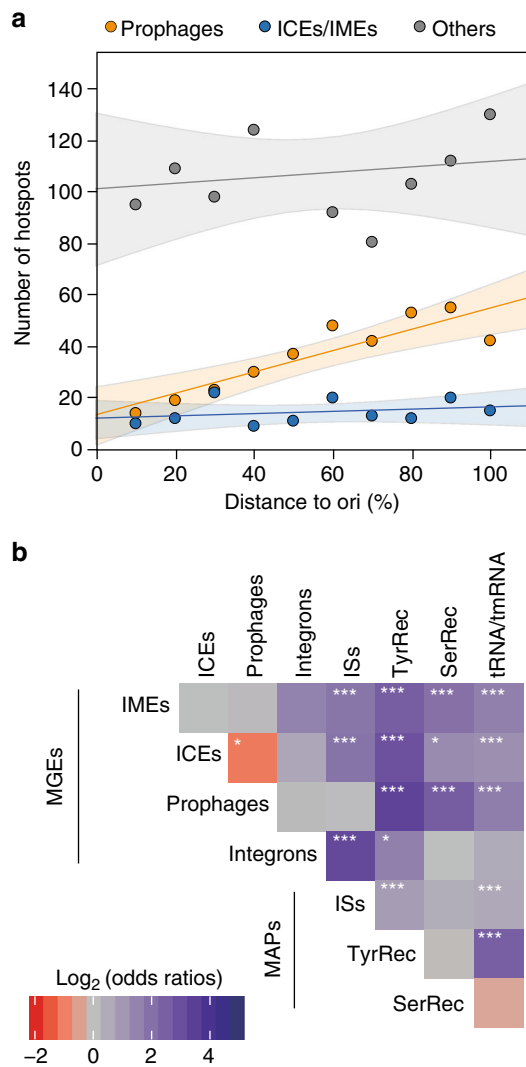 a
Prophages ICEs/IMEs Others
Number of hotspots
140
120
100
80
60
40
20
0
0 20 40 60 80 100
Distance to ori (%)
b
ICEs Prophages Integrons ISs TyrRec SerRec tRNA/tmRNA
MGEs
IMEs *** *** *** ***
ICEs * *** *** * ***
Prophages *** *** ***
Integrons *** *
MAPs
ISs *** ***
TyrRec ***
SerRec
Log2 (odds ratios)
−2 0 2 4